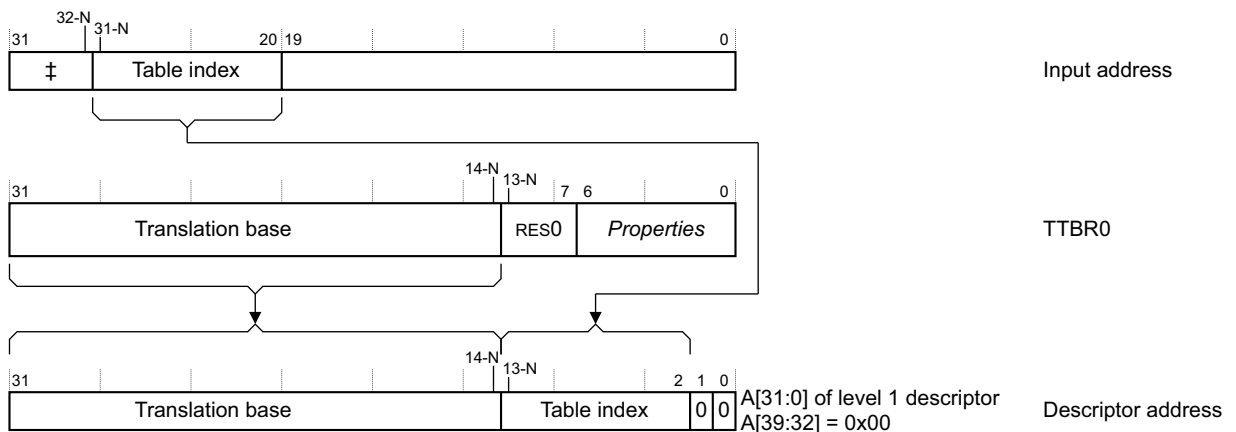 32-N
31-N
31 20 19 0
‡ Table index Input address
14-N
13-N
31 7 6 0
Translation base RES0 Properties TTBR0
14-N
13-N
31 2 1 0
Translation base Table index 0 0 A[31:0] of level 1 descriptor
A[39:32] = 0x00
Descriptor address